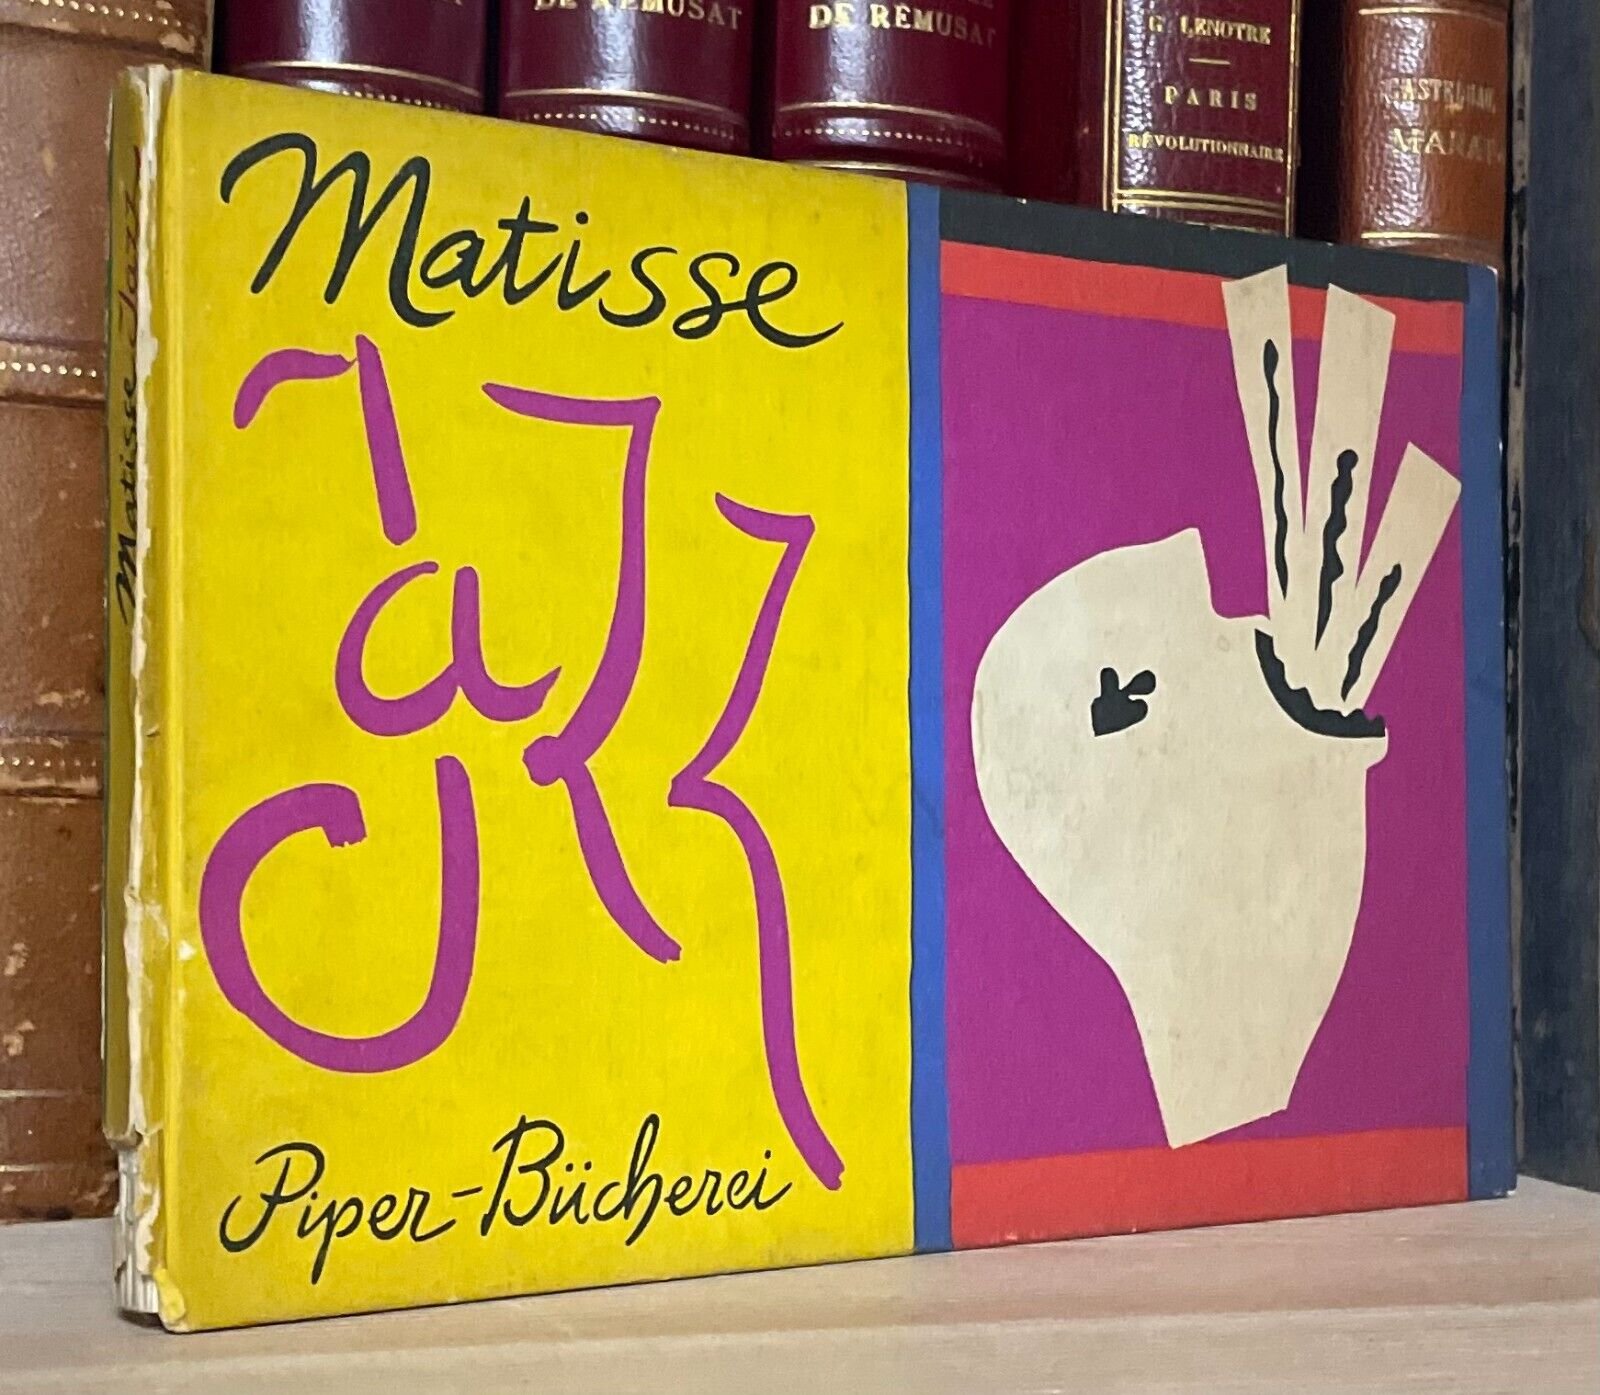 DE RÉMUSAT
DE RÉMUSAT
G. LENOTRE
PARIS
RÉVOLUTIONNAIRE
Matisse
Jazz
Piper-Bücherei
Matisse Jazz